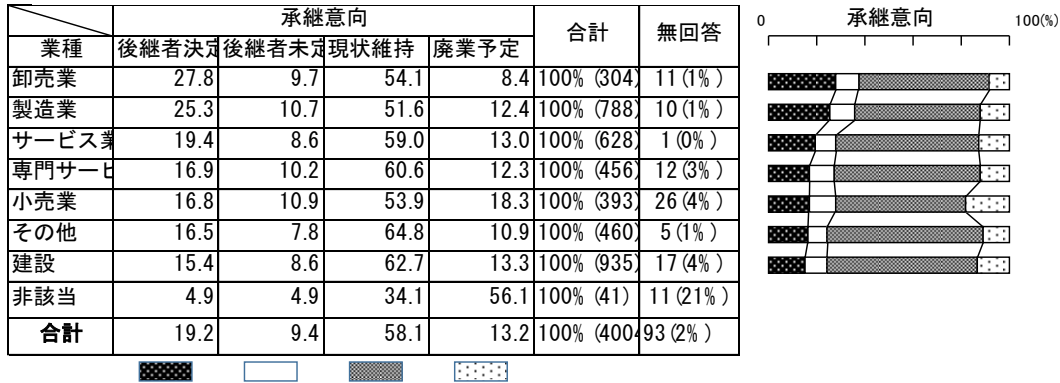 承継意向
業種 後継者決定 後継者未定 現状維持 廃業予定 合計 無回答
卸売業 27.8 9.7 54.1 8.4 100% (304) 11 (1% )
製造業 25.3 10.7 51.6 12.4 100% (788) 10 (1% )
サービス業 19.4 8.6 59.0 13.0 100% (628) 1 (0% )
専門サービ 16.9 10.2 60.6 12.3 100% (456) 12 (3% )
小売業 16.8 10.9 53.9 18.3 100% (393) 26 (4% )
その他 16.5 7.8 64.8 10.9 100% (460) 5 (1% )
建設 15.4 8.6 62.7 13.3 100% (935) 17 (4% )
非該当 4.9 4.9 34.1 56.1 100% (41) 11 (21% )
合計 19.2 9.4 58.1 13.2 100% (4004 93 (2% )
0 承継意向 100(%)